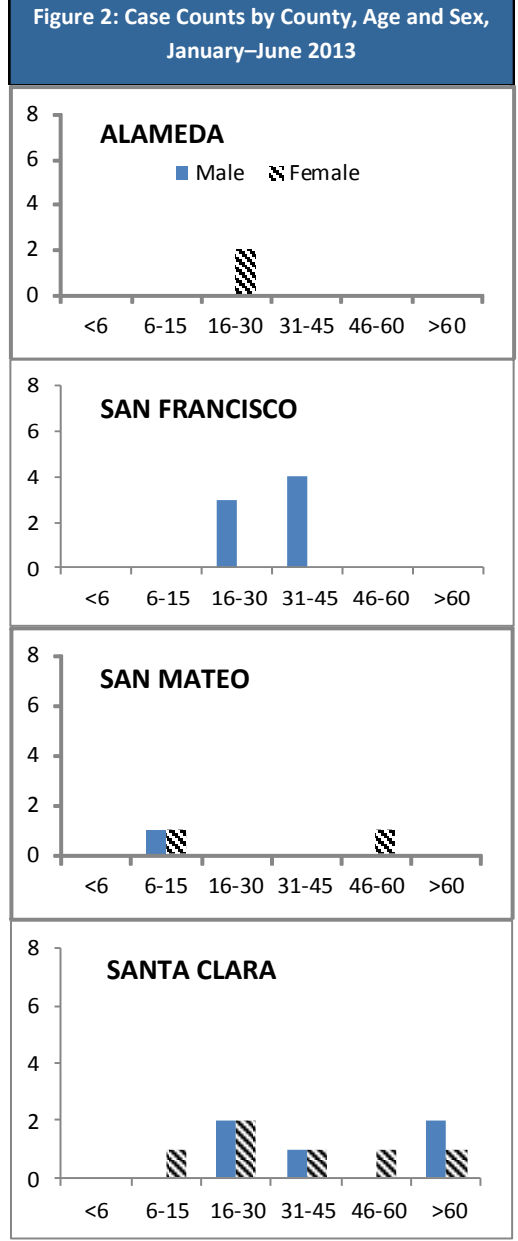 Figure 2: Case Counts by County, Age and Sex,
January–June 2013
ALAMEDA
Male Female
8
6
4
2
0
<6 6-15 16-30 31-45 46-60 >60
SAN FRANCISCO
8
6
4
2
0
<6 6-15 16-30 31-45 46-60 >60
SAN MATEO
8
6
4
2
0
<6 6-15 16-30 31-45 46-60 >60
SANTA CLARA
8
6
4
2
0
<6 6-15 16-30 31-45 46-60 >60